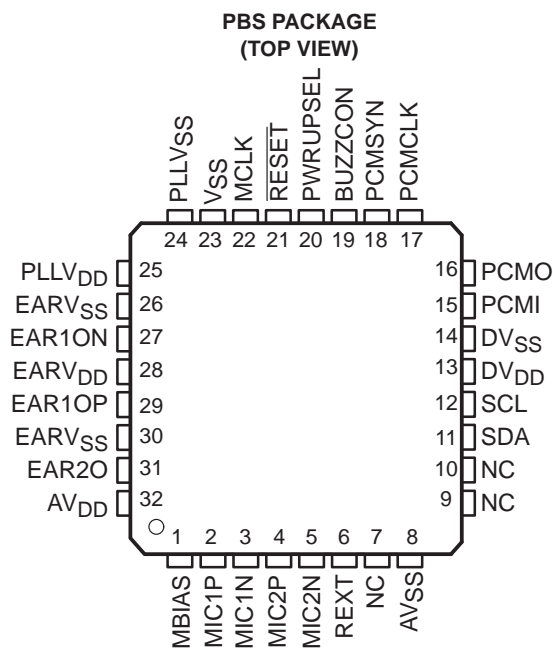 PBS PACKAGE
(TOP VIEW)
PLLVSS
VSS
MCLK
RESET
PWRUPSEL
BUZZCON
PCMSYN
PCMCLK
24 23 22 21 20 19 18 17
PLLVDD 25
EARVSS 26
EAR1ON 27
EARVDD 28
EAR1OP 29
EARVSS 30
EAR2O 31
AVDD 32
16 PCMO
15 PCMI
14 DVSS
13 DVDD
12 SCL
11 SDA
10 NC
9 NC
1 2 3 4 5 6 7 8
MBIAS
MIC1P
MIC1N
MIC2P
MIC2N
REXT
NC
AVSS